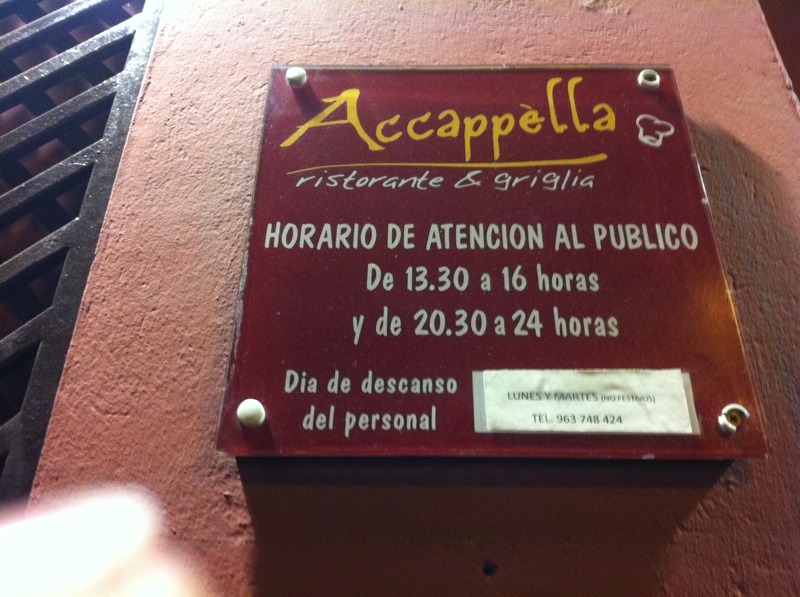 Accappèlla
ristorante & griglia
HORARIO DE ATENCION AL PUBLICO
De 13.30 a 16 horas
y de 20.30 a 24 horas
Dia de descanso
del personal
LUNES Y MARTES (NO FESTIVOS)
TEL. 963 748 424